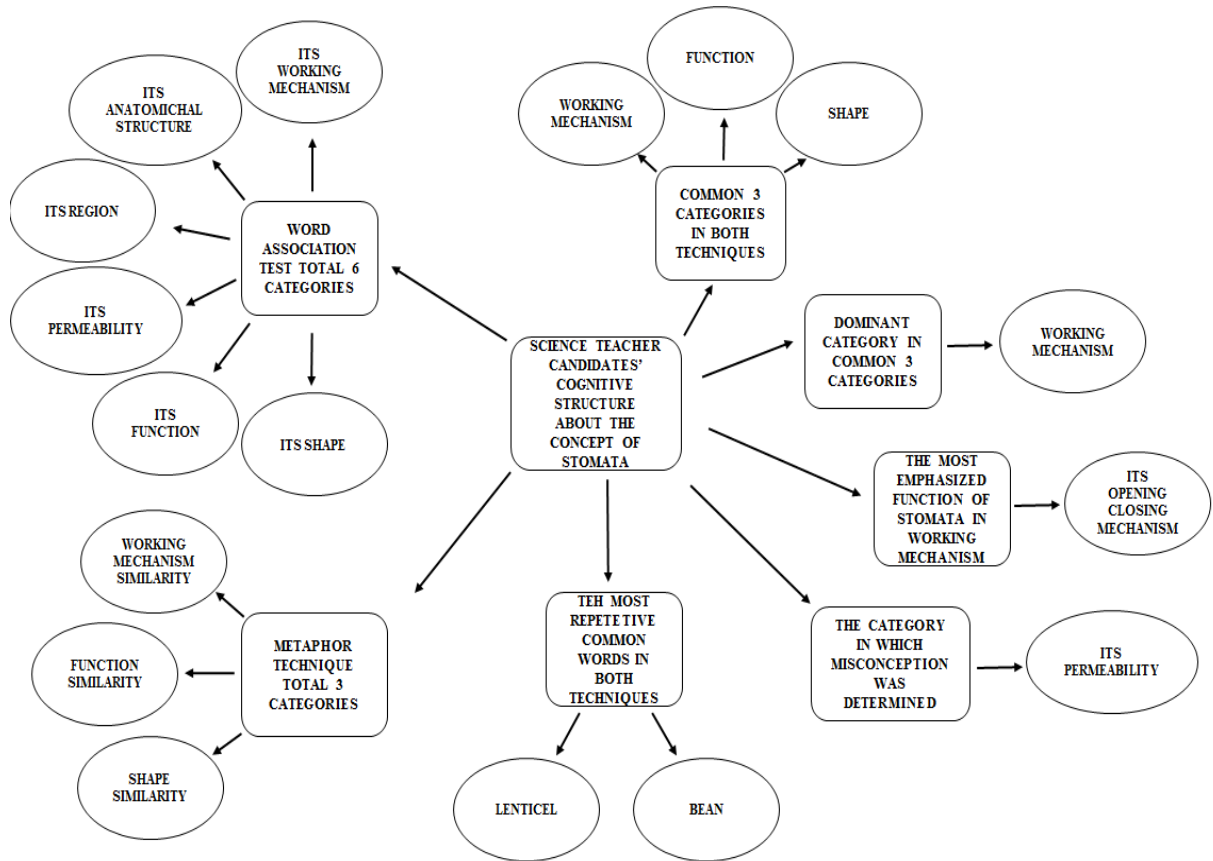 ITS
WORKING
MECHANISM
ITS
ANATOMICHAL
STRUCTURE
ITS REGION
ITS
PERMEABILITY
ITS
FUNCTION
ITS SHAPE
WORD
ASSOCIATION
TEST TOTAL 6
CATEGORIES
FUNCTION
WORKING
MECHANISM
SHAPE
COMMON 3
CATEGORIES
IN BOTH
TECHNIQUES
DOMINANT
CATEGORY IN
COMMON 3
CATEGORIES
WORKING
MECHANISM
SCIENCE TEACHER
CANDIDATES'
COGNITIVE
STRUCTURE
ABOUT THE
CONCEPT OF
STOMATA
THE MOST
EMPHASIZED
FUNCTION OF
STOMATA IN
WORKING
MECHANISM
ITS
OPENING
CLOSING
MECHANISM
WORKING
MECHANISM
SIMILARITY
FUNCTION
SIMILARITY
SHAPE
SIMILARITY
METAPHOR
TECHNIQUE
TOTAL 3
CATEGORIES
TEH MOST
REPETETIVE
COMMON
WORDS IN
BOTH
TECHNIQUES
LENTICEL
BEAN
THE CATEGORY
IN WHICH
MISCONCEPTION
WAS
DETERMINED
ITS
PERMEABILITY